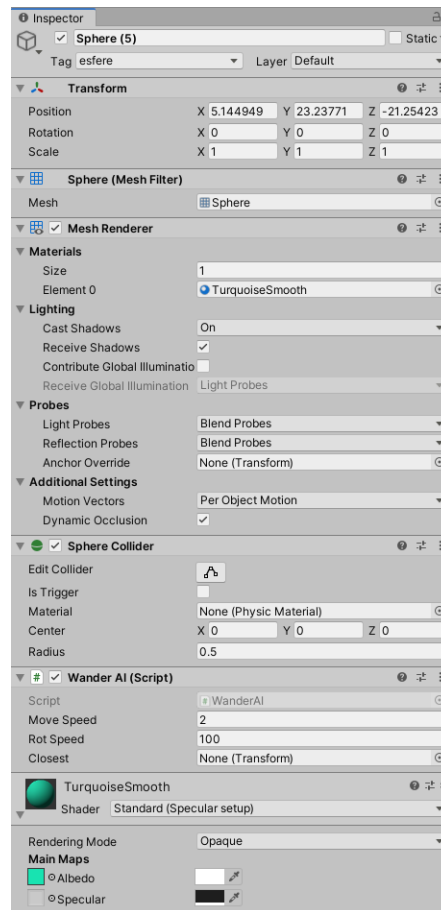 Inspector
Sphere (5) Static
Tag esfere Layer Default
Transform
Position X 5.144949 Y 23.23771 Z -21.25423
Rotation X 0 Y 0 Z 0
Scale X 1 Y 1 Z 1
Sphere (Mesh Filter)
Mesh Sphere
Mesh Renderer
Materials
Size 1
Element 0 TurquoiseSmooth
Lighting
Cast Shadows On
Receive Shadows
Contribute Global Illuminatio
Receive Global Illumination Light Probes
Probes
Light Probes Blend Probes
Reflection Probes Blend Probes
Anchor Override None (Transform)
Additional Settings
Motion Vectors Per Object Motion
Dynamic Occlusion
Sphere Collider
Edit Collider
Is Trigger
Material None (Physic Material)
Center X 0 Y 0 Z 0
Radius 0.5
# Wander AI (Script)
Script # WanderAI
Move Speed 2
Rot Speed 100
Closest None (Transform)
TurquoiseSmooth
Shader Standard (Specular setup)
Rendering Mode Opaque
Main Maps
Albedo
Specular